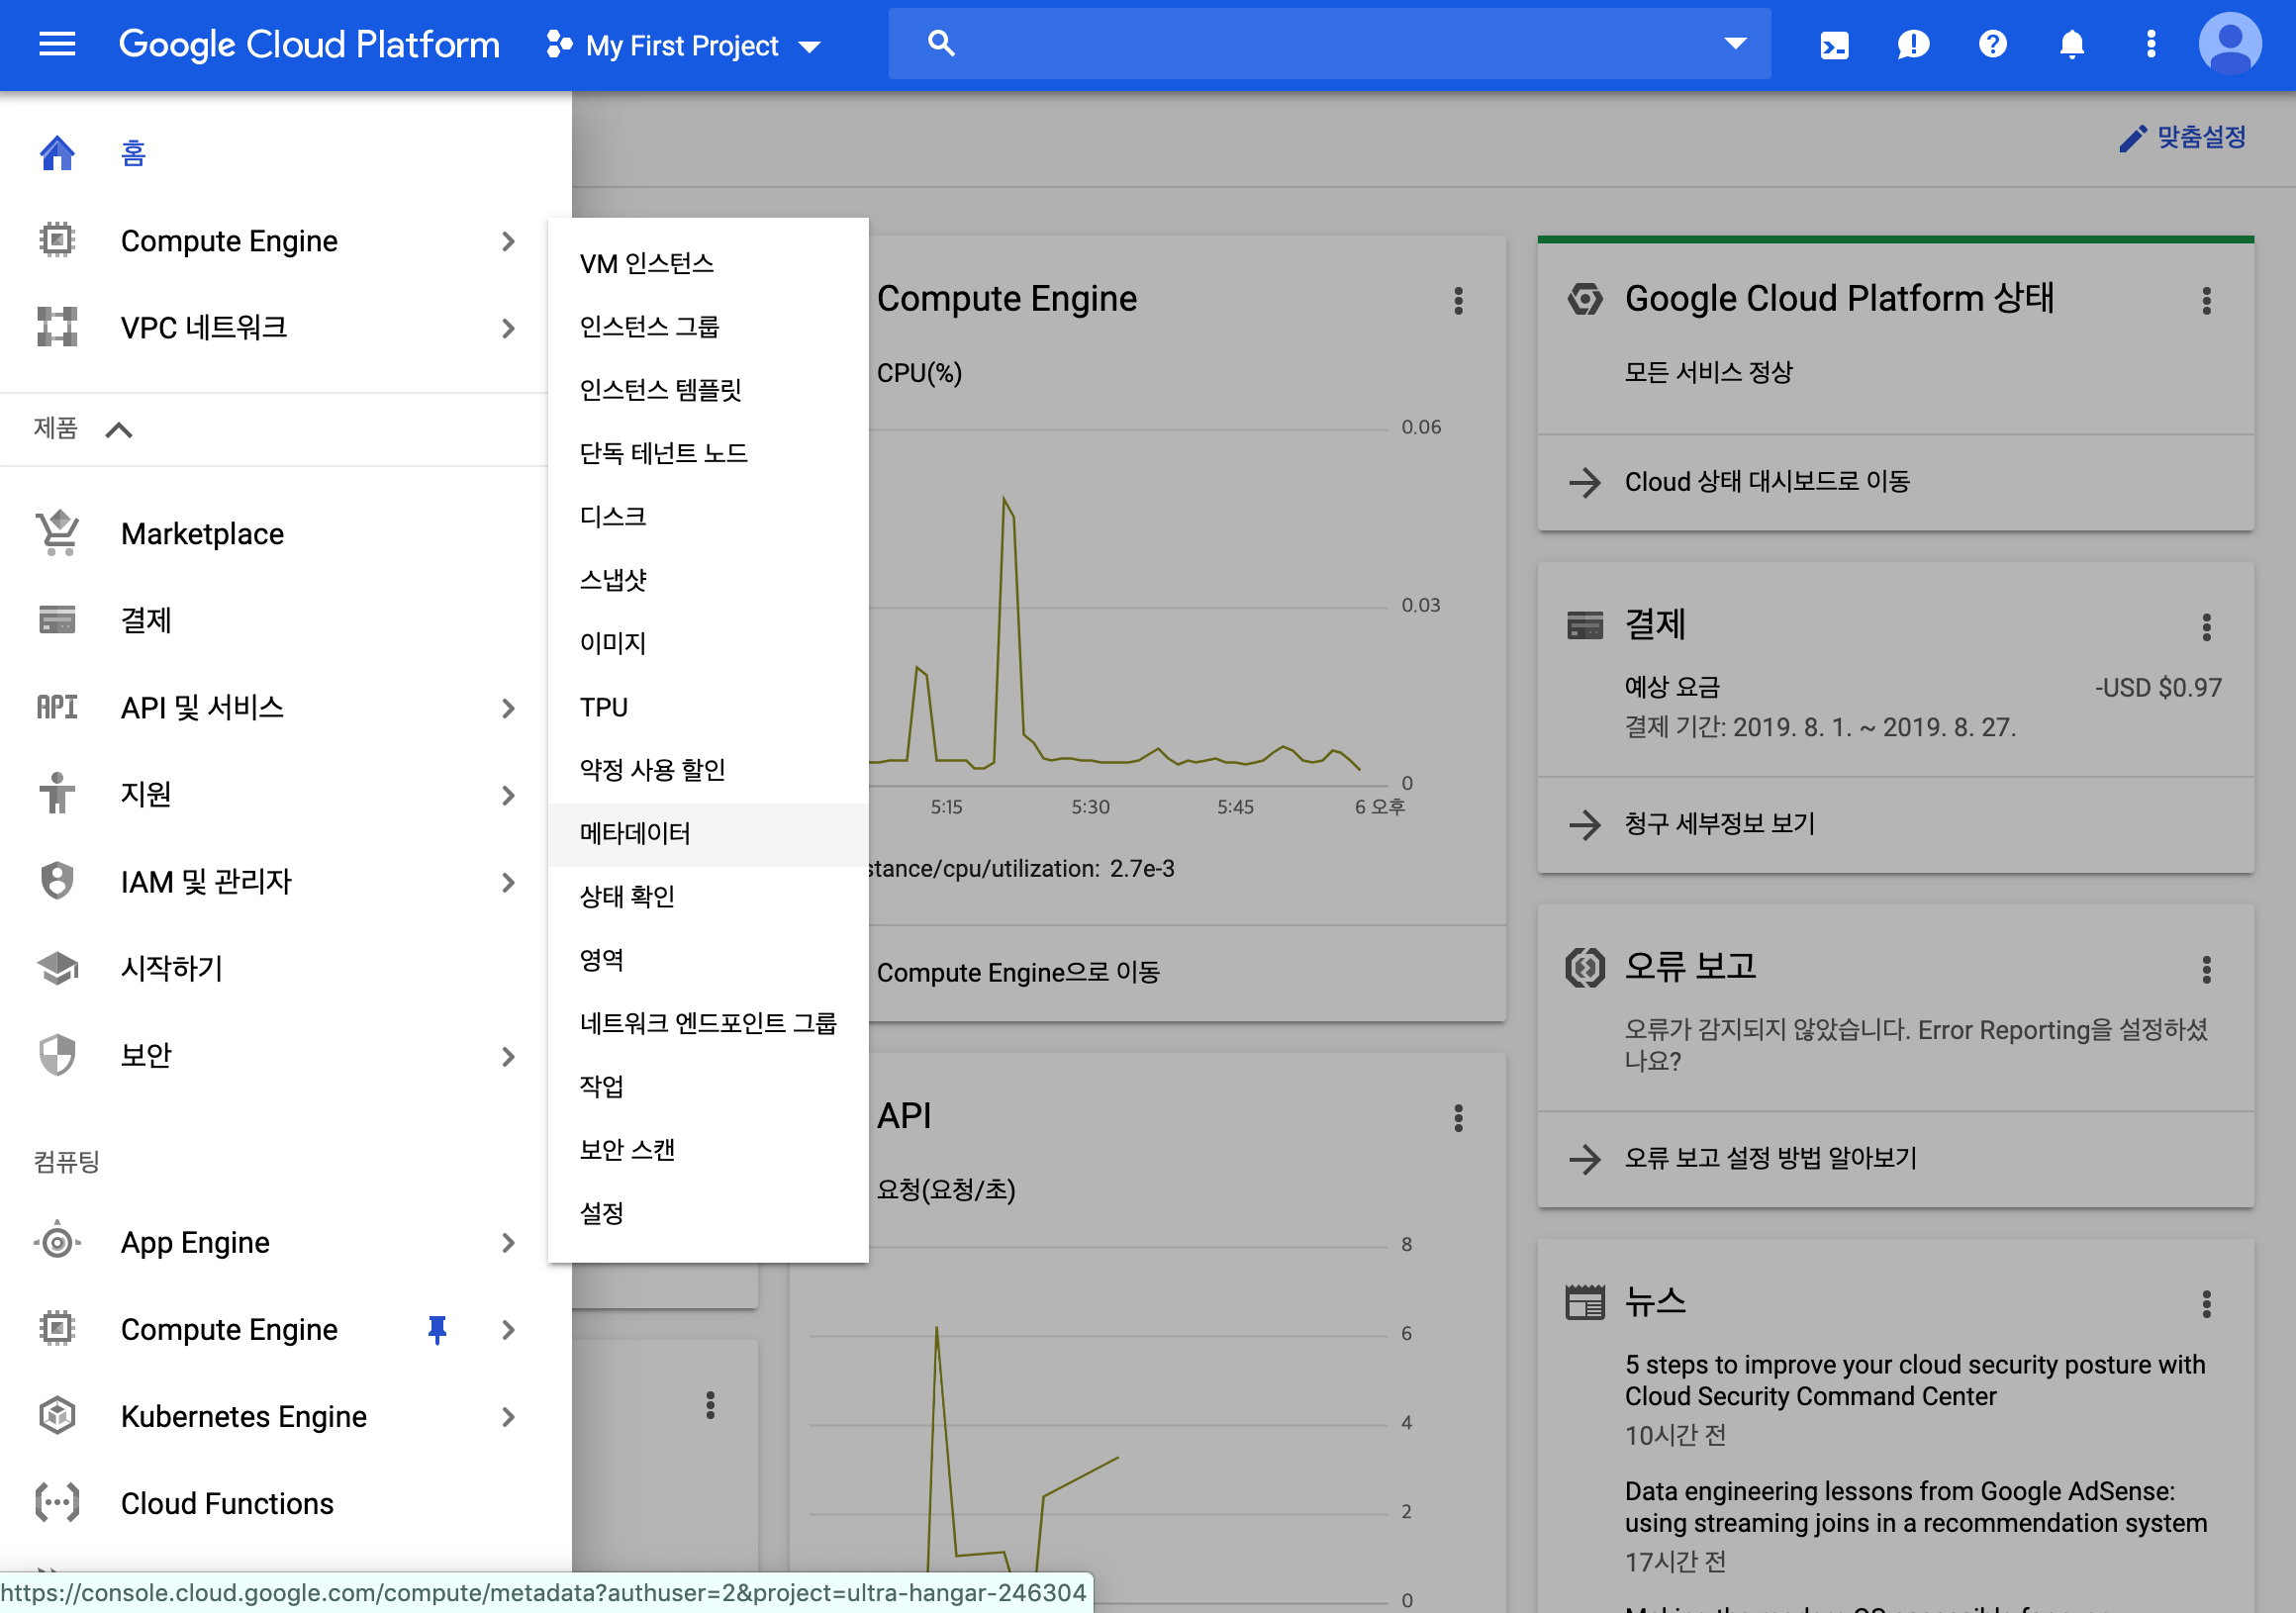 Google Cloud Platform
My First Project
홈
Compute Engine
VPC 네트워크
제품
Marketplace
결제
API
API 및 서비스
지원
IAM 및 관리자
시작하기
보안
컴퓨팅
App Engine
Compute Engine
Kubernetes Engine
Cloud Functions
VM 인스턴스
인스턴스 그룹
인스턴스 템플릿
단독 테넌트 노드
디스크
스냅샷
이미지
TPU
약정 사용 할인
메타데이터
상태 확인
영역
네트워크 엔드포인트 그룹
작업
보안 스캔
설정
맞춤설정
Compute Engine
CPU(%)
0.06
0.03
0
5:15
5:30
5:45
6 오후
stance/cpu/utilization: 2.7e-3
Compute Engine으로 이동
API
요청(요청/초)
8
6
4
2
0
Google Cloud Platform 상태
모든 서비스 정상
Cloud 상태 대시보드로 이동
결제
예상 요금
-USD $0.97
결제 기간: 2019. 8. 1. ~ 2019. 8. 27.
청구 세부정보 보기
오류 보고
오류가 감지되지 않았습니다. Error Reporting을 설정하셨
나요?
오류 보고 설정 방법 알아보기
뉴스
5 steps to improve your cloud security posture with
Cloud Security Command Center
10시간 전
Data engineering lessons from Google AdSense:
using streaming joins in a recommendation system
17시간 전
https://console.cloud.google.com/compute/metadata?authuser=2&project=ultra-hangar-246304